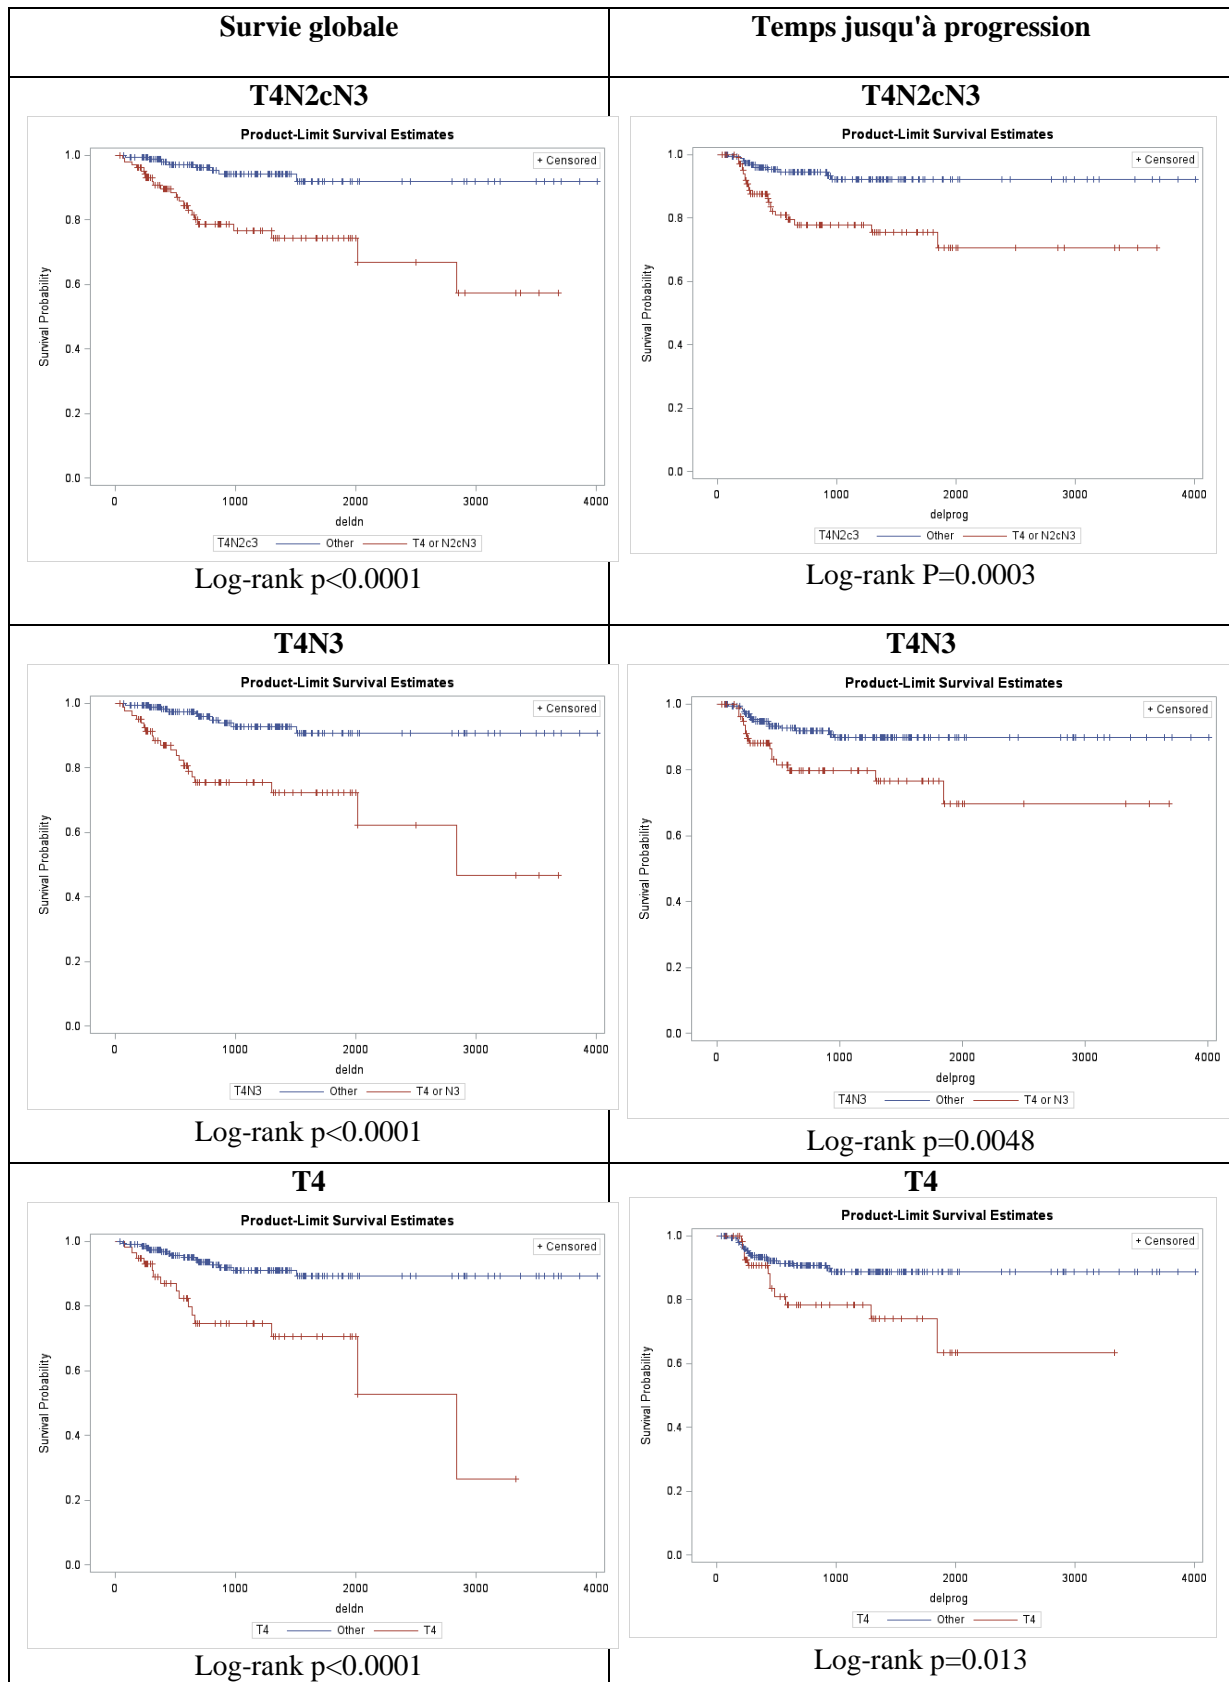 Survie globale
Temps jusqu'à progression
T4N2cN3
Product-Limit Survival Estimates
+ Censored
1.0
0.8
0.6
0.4
0.2
0.0
Survival Probability
0 1000 2000 3000 4000
deldn
T4N2c3 Other T4 or N2cN3
Log-rank p<0.0001
T4N2cN3
Product-Limit Survival Estimates
+ Censored
1.0
0.8
0.6
0.4
0.2
0.0
Survival Probability
0 1000 2000 3000 4000
delprog
T4N2c3 Other T4 or N2cN3
Log-rank P=0.0003
T4N3
Product-Limit Survival Estimates
+ Censored
1.0
0.8
0.6
0.4
0.2
0.0
Survival Probability
0 1000 2000 3000 4000
deldn
T4N3 Other T4 or N3
Log-rank p<0.0001
T4N3
Product-Limit Survival Estimates
+ Censored
1.0
0.8
0.6
0.4
0.2
0.0
Survival Probability
0 1000 2000 3000 4000
delprog
T4N3 Other T4 or N3
Log-rank p=0.0048
T4
Product-Limit Survival Estimates
+ Censored
1.0
0.8
0.6
0.4
0.2
0.0
Survival Probability
0 1000 2000 3000 4000
deldn
T4 Other T4
Log-rank p<0.0001
T4
Product-Limit Survival Estimates
+ Censored
1.0
0.8
0.6
0.4
0.2
0.0
Survival Probability
0 1000 2000 3000 4000
delprog
T4 Other T4
Log-rank p=0.013